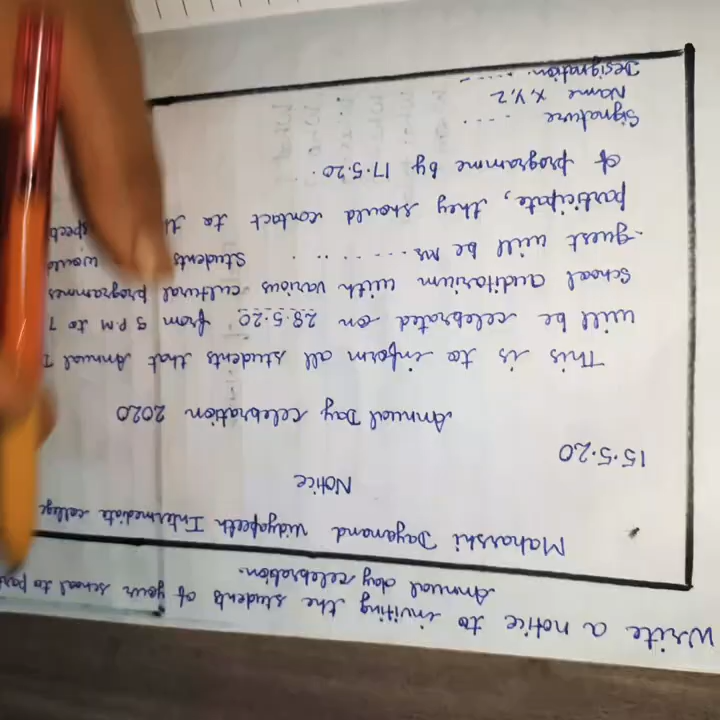 Write a notice to inviting the students of your school to
Annual day celebration.
Maharshi Dayanand vidyapeeth Intermediate college
Notice
15.5.20
Annual Day celebration 2020
This is to inform all students that Annual
will be celebrated on 28.5.20 from 5 P.M to 7
School auditorium with various cultural programmes
guest will be Mr. .......... Students would
participate, they should contact to
of programme by 17.5.20.
Signature ....
Name X, Y, Z
Designation .....